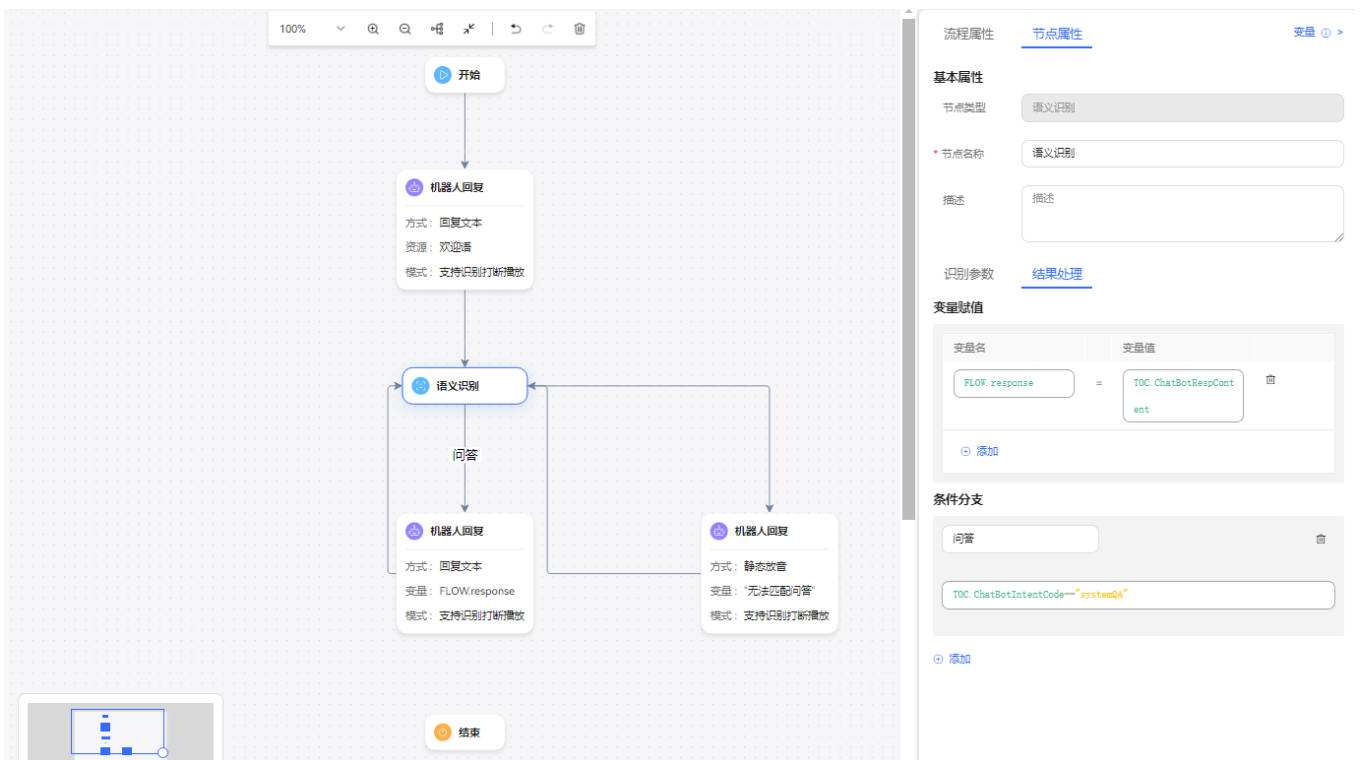 100%
开始
机器人回复
方式： 回复文本
资源： 欢迎语
模式： 支持识别打断播放
语义识别
问答
机器人回复
方式： 回复文本
变量： FLOW.response
模式： 支持识别打断播放
机器人回复
方式： 静态放音
变量： "无法匹配问答"
模式： 支持识别打断播放
结束
流程属性 节点属性 变量 >
基本属性
节点类型 语义识别
* 节点名称 语义识别
描述 描述
识别参数 结果处理
变量赋值
变量名 变量值
FLOW.response = TOC.ChatBotRespCont
ent
添加
条件分支
问答
TOC.ChatBotIntentCode=="systemQA"
添加